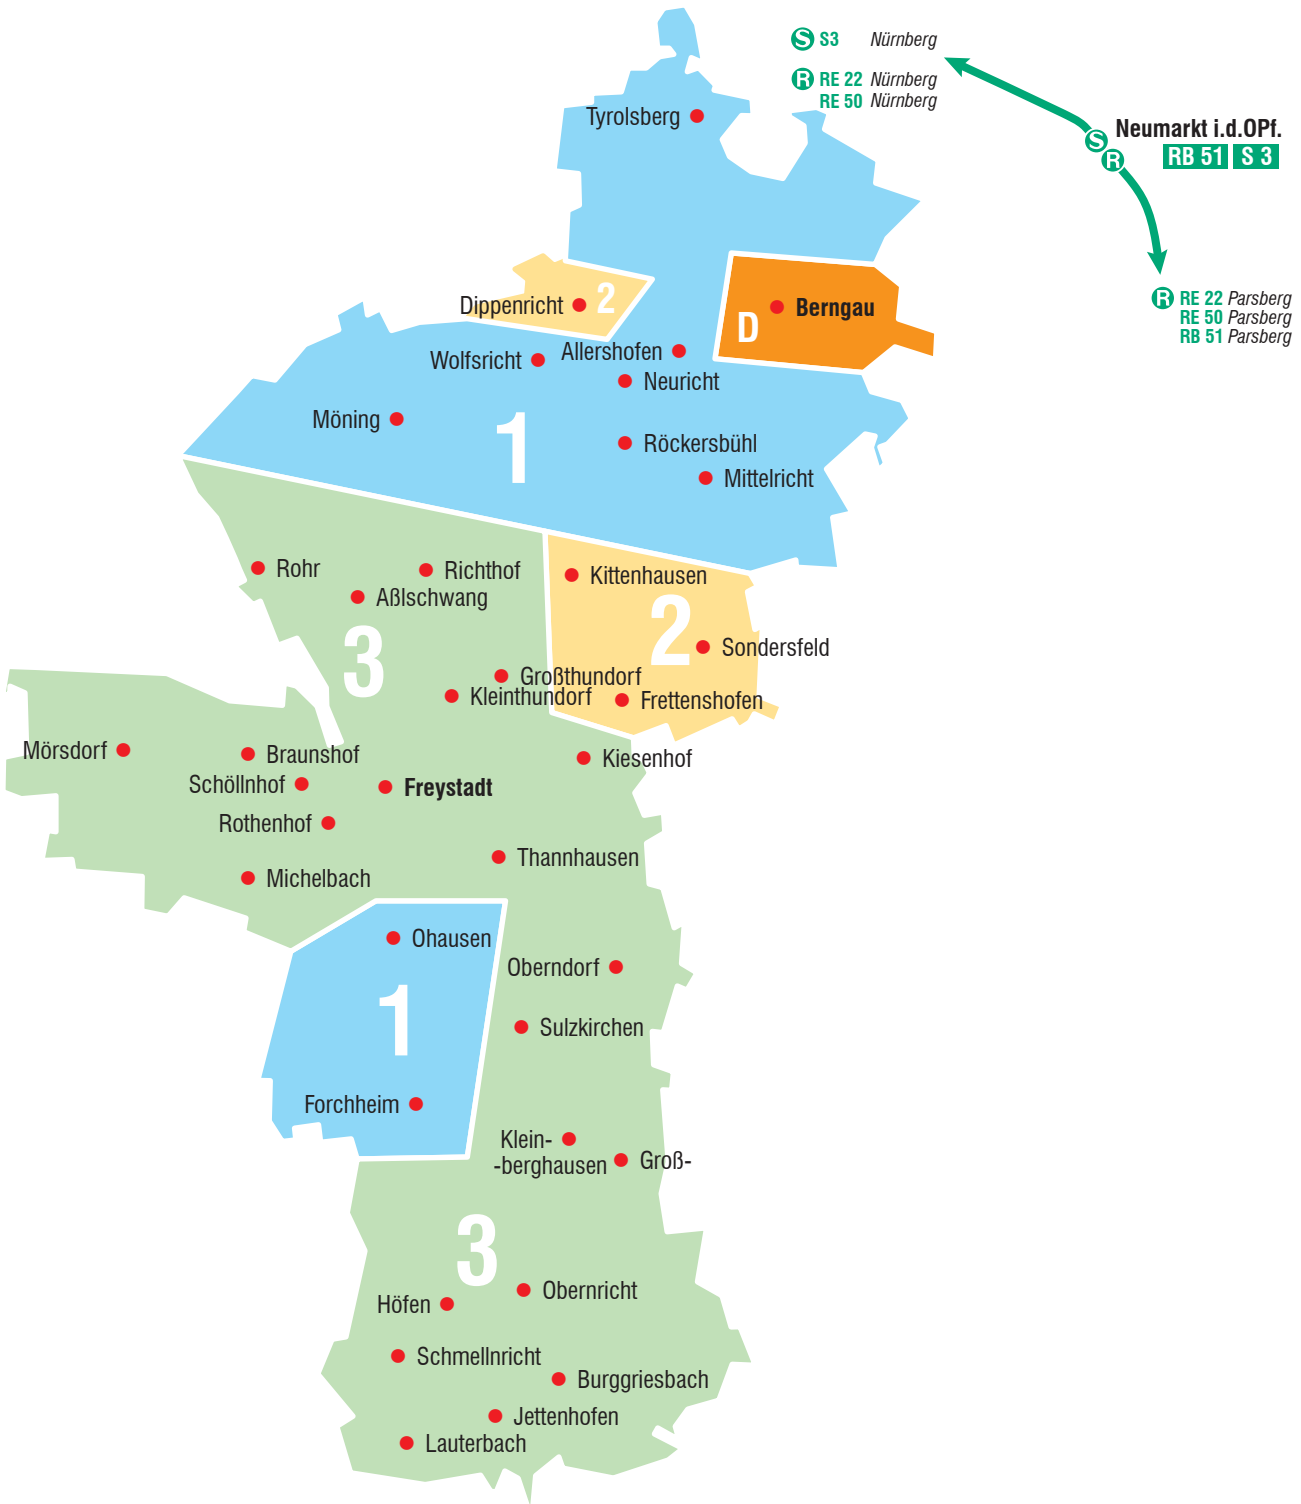 S S3 Nürnberg
R RE 22 Nürnberg
RE 50 Nürnberg
Tyrolsberg
Neumarkt i.d.OPf.
S
R
RB 51 S 3
Dippenricht
2
Berngau
D
R RE 22 Parsberg
RE 50 Parsberg
RB 51 Parsberg
Wolfsricht
Allershofen
Neuricht
Möning
1
Röckersbühl
Mittelricht
Rohr
Richthof
Kittenhausen
Aßlschwang
2
3
Sondersfeld
Großthundorf
Kleinthundorf
Frettenshofen
Mörsdorf
Braunshof
Kiesenhof
Schöllnhof
Freystadt
Rothenhof
Thannhausen
Michelbach
Ohausen
Oberndorf
1
Sulzkirchen
Forchheim
Klein-
-berghausen
Groß-
3
Obernricht
Höfen
Schmellnricht
Burggriesbach
Jettenhofen
Lauterbach